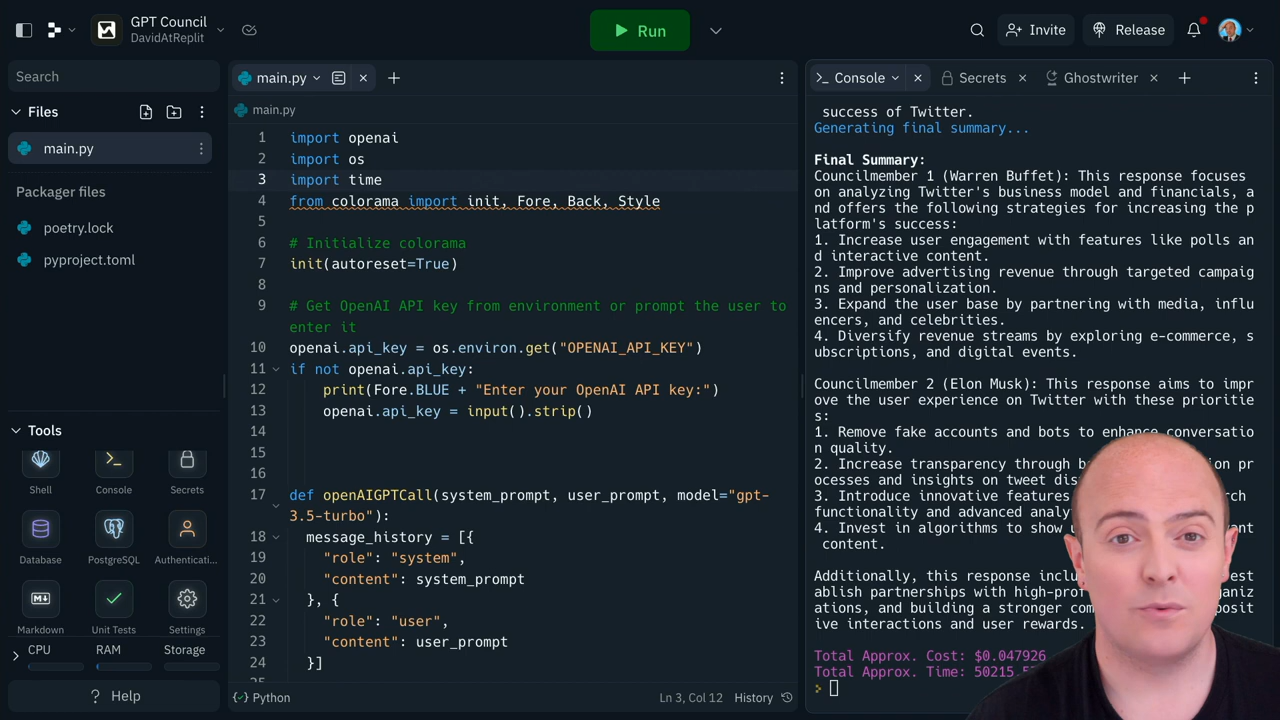 GPT Council
DavidAtReplit
Run
Invite
Release
Search
Files
main.py
Packager files
poetry.lock
pyproject.toml
Tools
Shell
Console
Secrets
Database
PostgreSQL
Authenticati...
Markdown
Unit Tests
Settings
CPU
RAM
Storage
Help
main.py
main.py
1 import openai
2 import os
3 import time
4 from colorama import init, Fore, Back, Style
5
6 # Initialize colorama
7 init(autoreset=True)
8
9 # Get OpenAI API key from environment or prompt the user to
enter it
10 openai.api_key = os.environ.get("OPENAI_API_KEY")
11 if not openai.api_key:
12 print(Fore.BLUE + "Enter your OpenAI API key:")
13 openai.api_key = input().strip()
14
15
16
17 def openAIGPTCall(system_prompt, user_prompt, model="gpt-
3.5-turbo"):
18 message_history = [{
19 "role": "system",
20 "content": system_prompt
21 }, {
22 "role": "user",
23 "content": user_prompt
24 }]
Python
Ln 3, Col 12
History
Console
Secrets
Ghostwriter
success of Twitter.
Generating final summary...
Final Summary:
Councilmember 1 (Warren Buffet): This response focuses
on analyzing Twitter's business model and financials, a
nd offers the following strategies for increasing the p
latform's success:
1. Increase user engagement with features like polls an
d interactive content.
2. Improve advertising revenue through targeted campaig
ns and personalization.
3. Expand the user base by partnering with media, influ
encers, and celebrities.
4. Diversify revenue streams by exploring e-commerce, s
ubscriptions, and digital events.
Councilmember 2 (Elon Musk): This response aims to impr
ove the user experience on Twitter with these prioritie
s:
1. Remove fake accounts and bots to enhance conversatio
n quality.
2. Increase transparency through pr
ocesses and insights on tweet
3. Introduce innovative features
functionality and advanced
4. Invest in algorithms to show
content.
Additionally, this response
ablish partnerships with
ations, and building a stronger
ive interactions and user rewards.
Total Approx. Cost: $0.047926
Total Approx. Time: